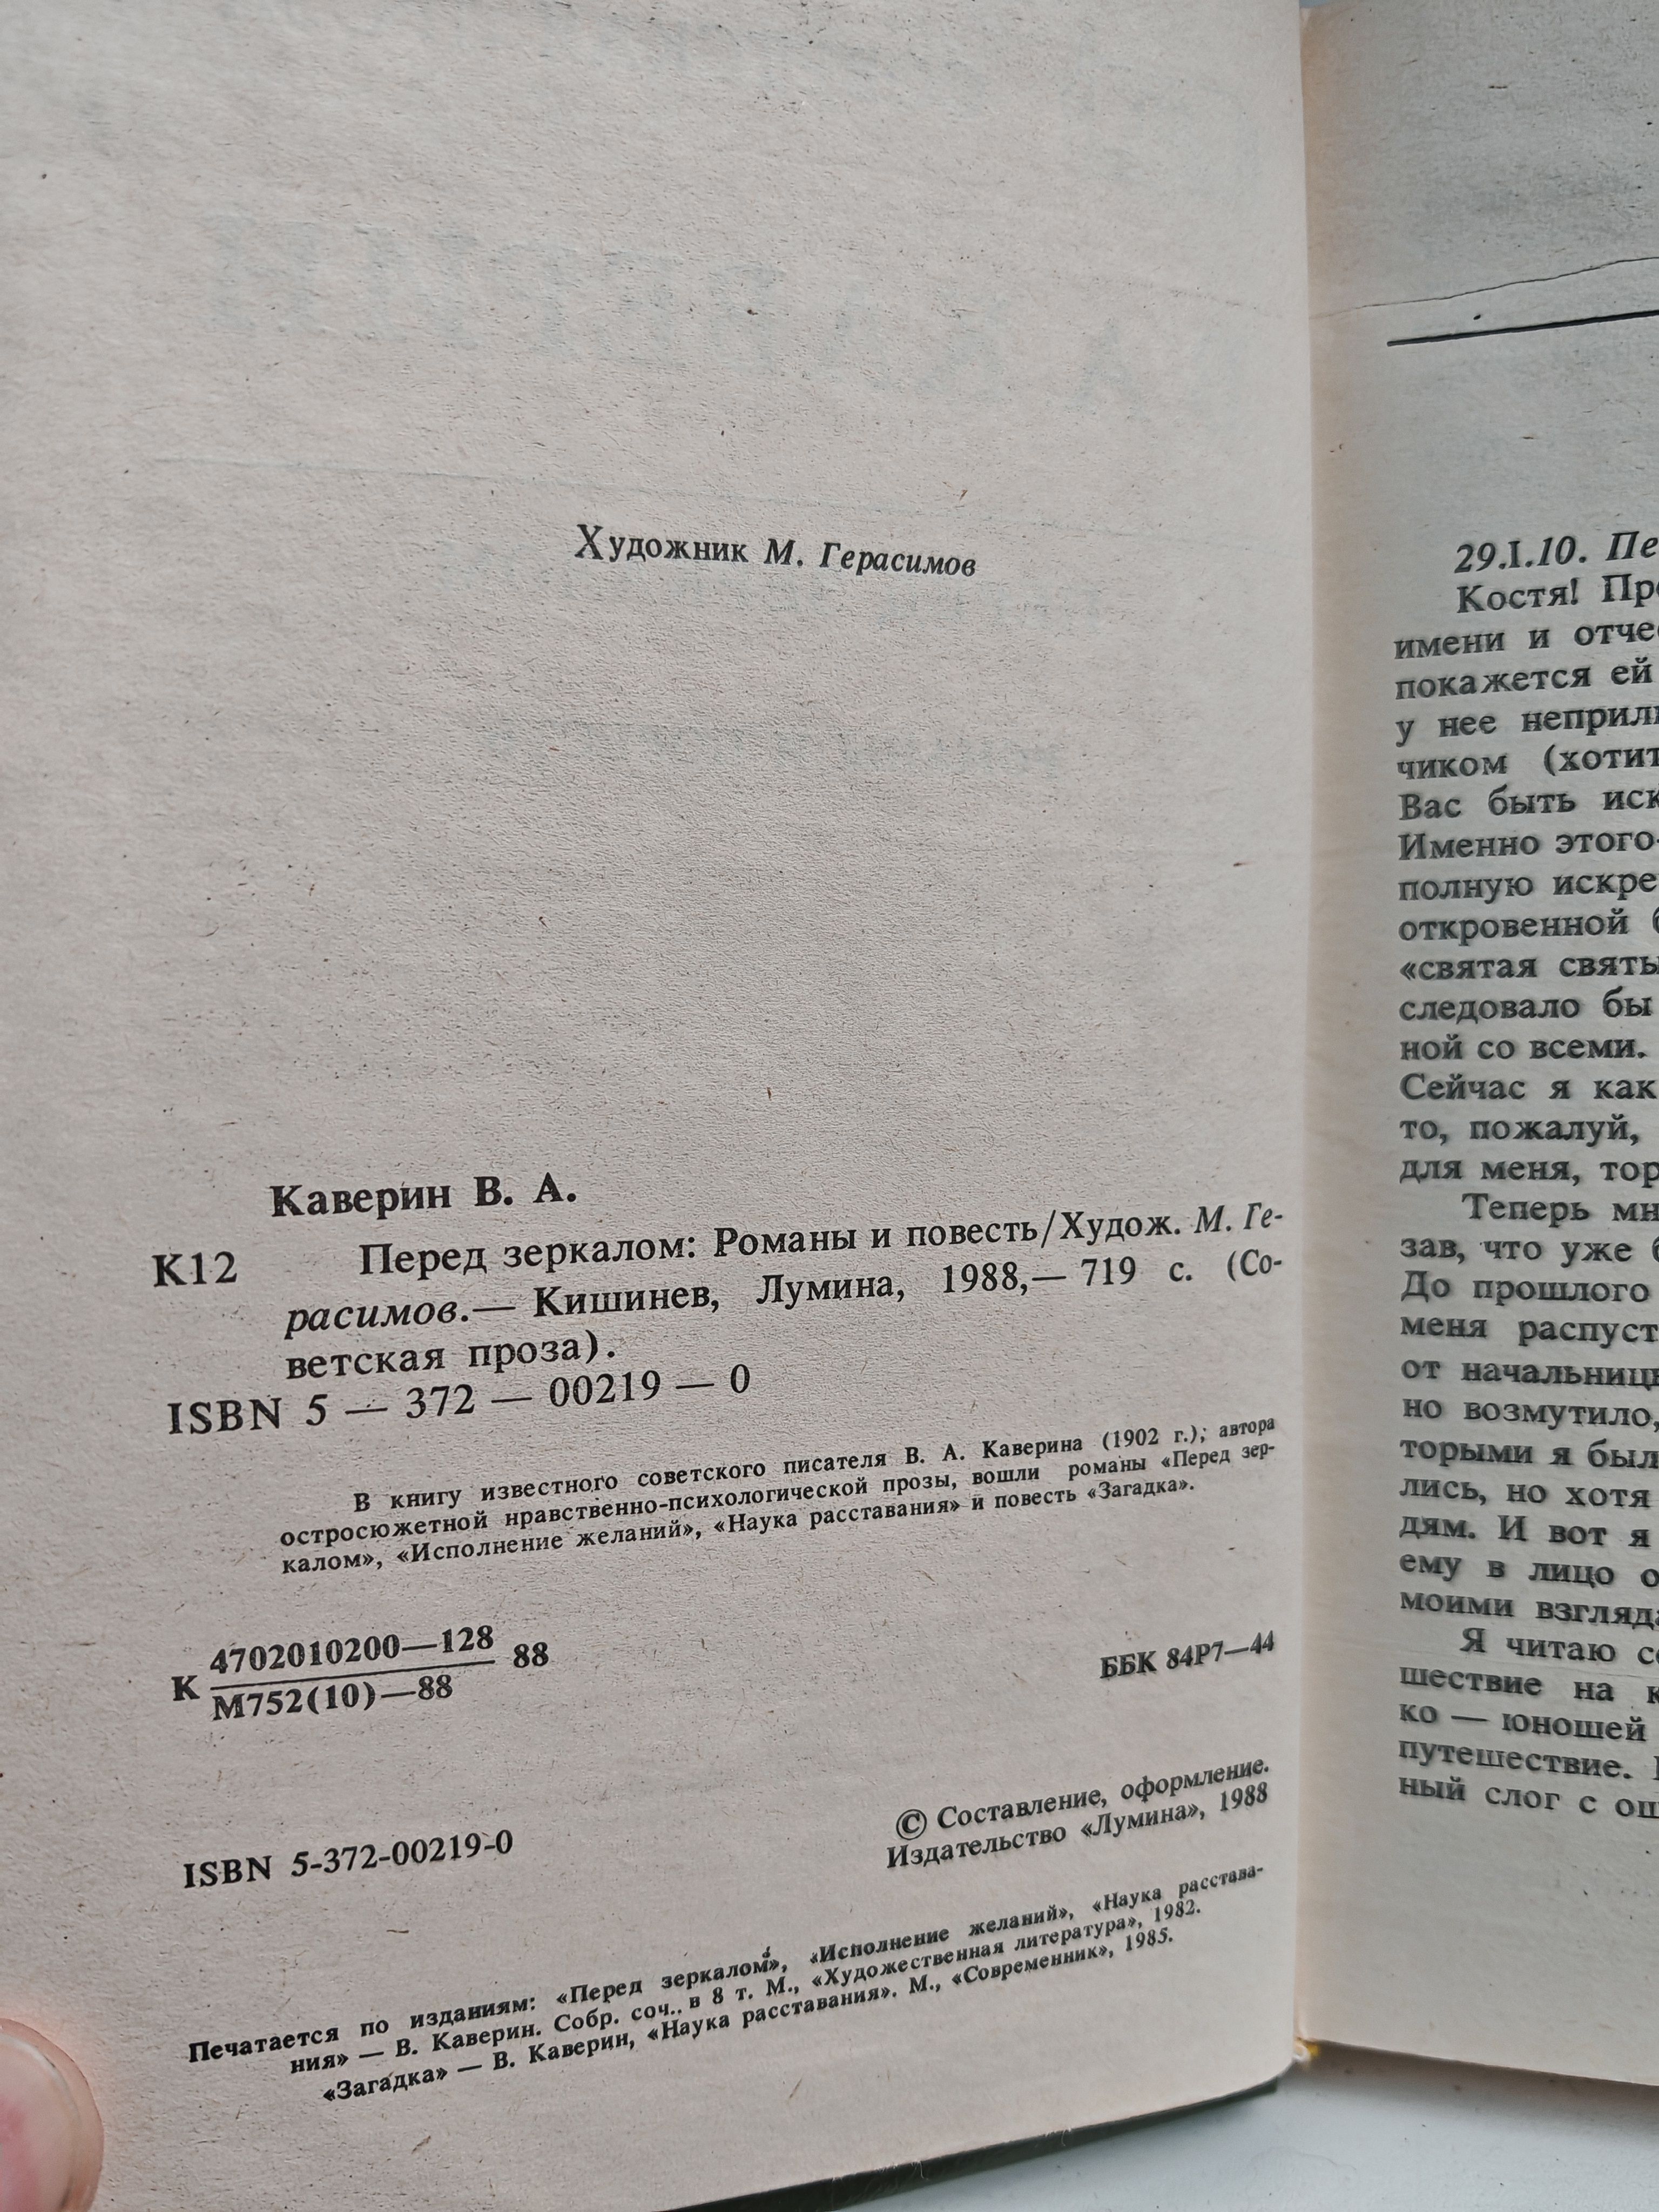 Художник М. Герасимов
Каверин В. А.
К12 Перед зеркалом: Романы и повесть/Худож. М. Ге-
расимов.— Кишинев, Лумина, 1988,— 719 с. (Со-
ветская проза).
ISBN 5 — 372 — 00219 — 0
В книгу известного советского писателя В. А. Каверина (1902 г.); автора
остросюжетной нравственно-психологической прозы, вошли романы «Перед зер-
калом», «Исполнение желаний», «Наука расставания» и повесть «Загадка».
4702010200—128
К 88
М752(10)—88
ББК 84Р7—44
© Составление, оформление.
Издательство «Лумина», 1988
ISBN 5-372-00219-0
Печатается по изданиям: «Перед зеркалом», «Исполнение желаний», «Наука расстава-
ния» — В. Каверин. Собр. соч.. в 8 т. М., «Художественная литература», 1982.
«Загадка» — В. Каверин, «Наука расставания». М., «Современник», 1985.
29.I.10. Пе
Костя! Про
имени и отче
покажется ей
у нее неприли
чиком (хотит
Вас быть иск
Именно этого-
полную искре
откровенной
«святая святы
следовало бы
ной со всеми.
Сейчас я как
то, пожалуй,
для меня, тор
Теперь мн
зав, что уже
До прошлого
меня распуст
от начальниц
но возмутило,
торыми я был
лись, но хотя
дям. И вот я
ему в лицо о
моими взгляда
Я читаю со
шествие на к
ко — юношей
путешествие.
ный слог с ош